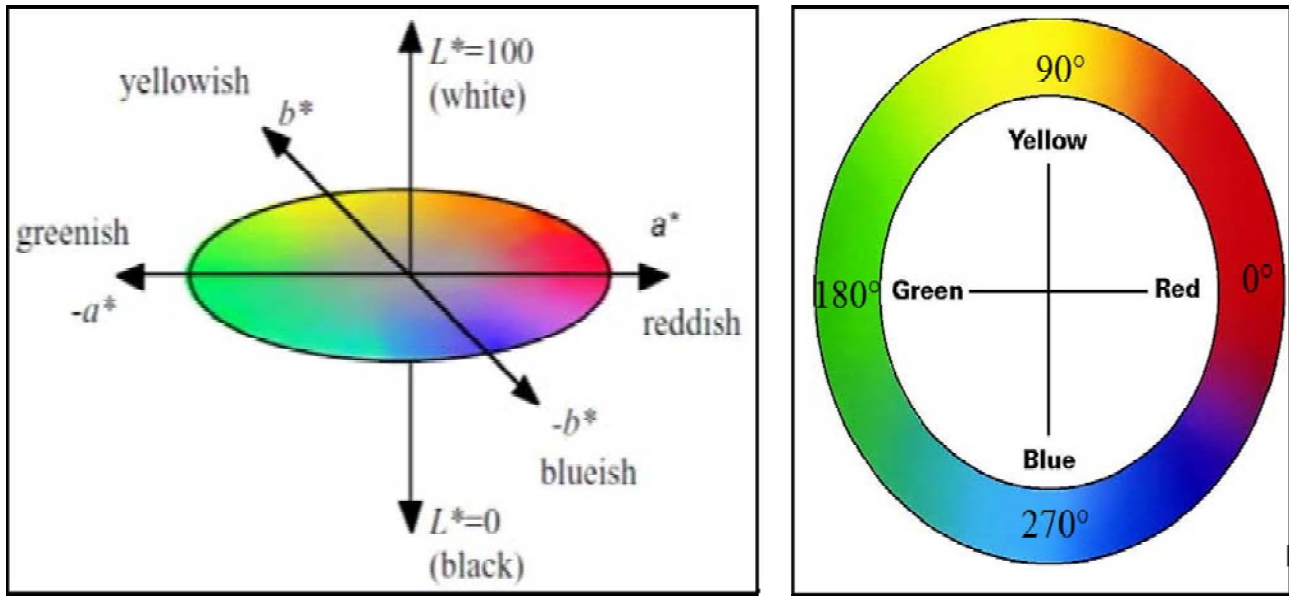 L*=100
(white)
yellowish
b*
greenish
a*
-a*
reddish
-b*
blueish
L*=0
(black)
90°
Yellow
180°
Green
Red
0°
Blue
270°